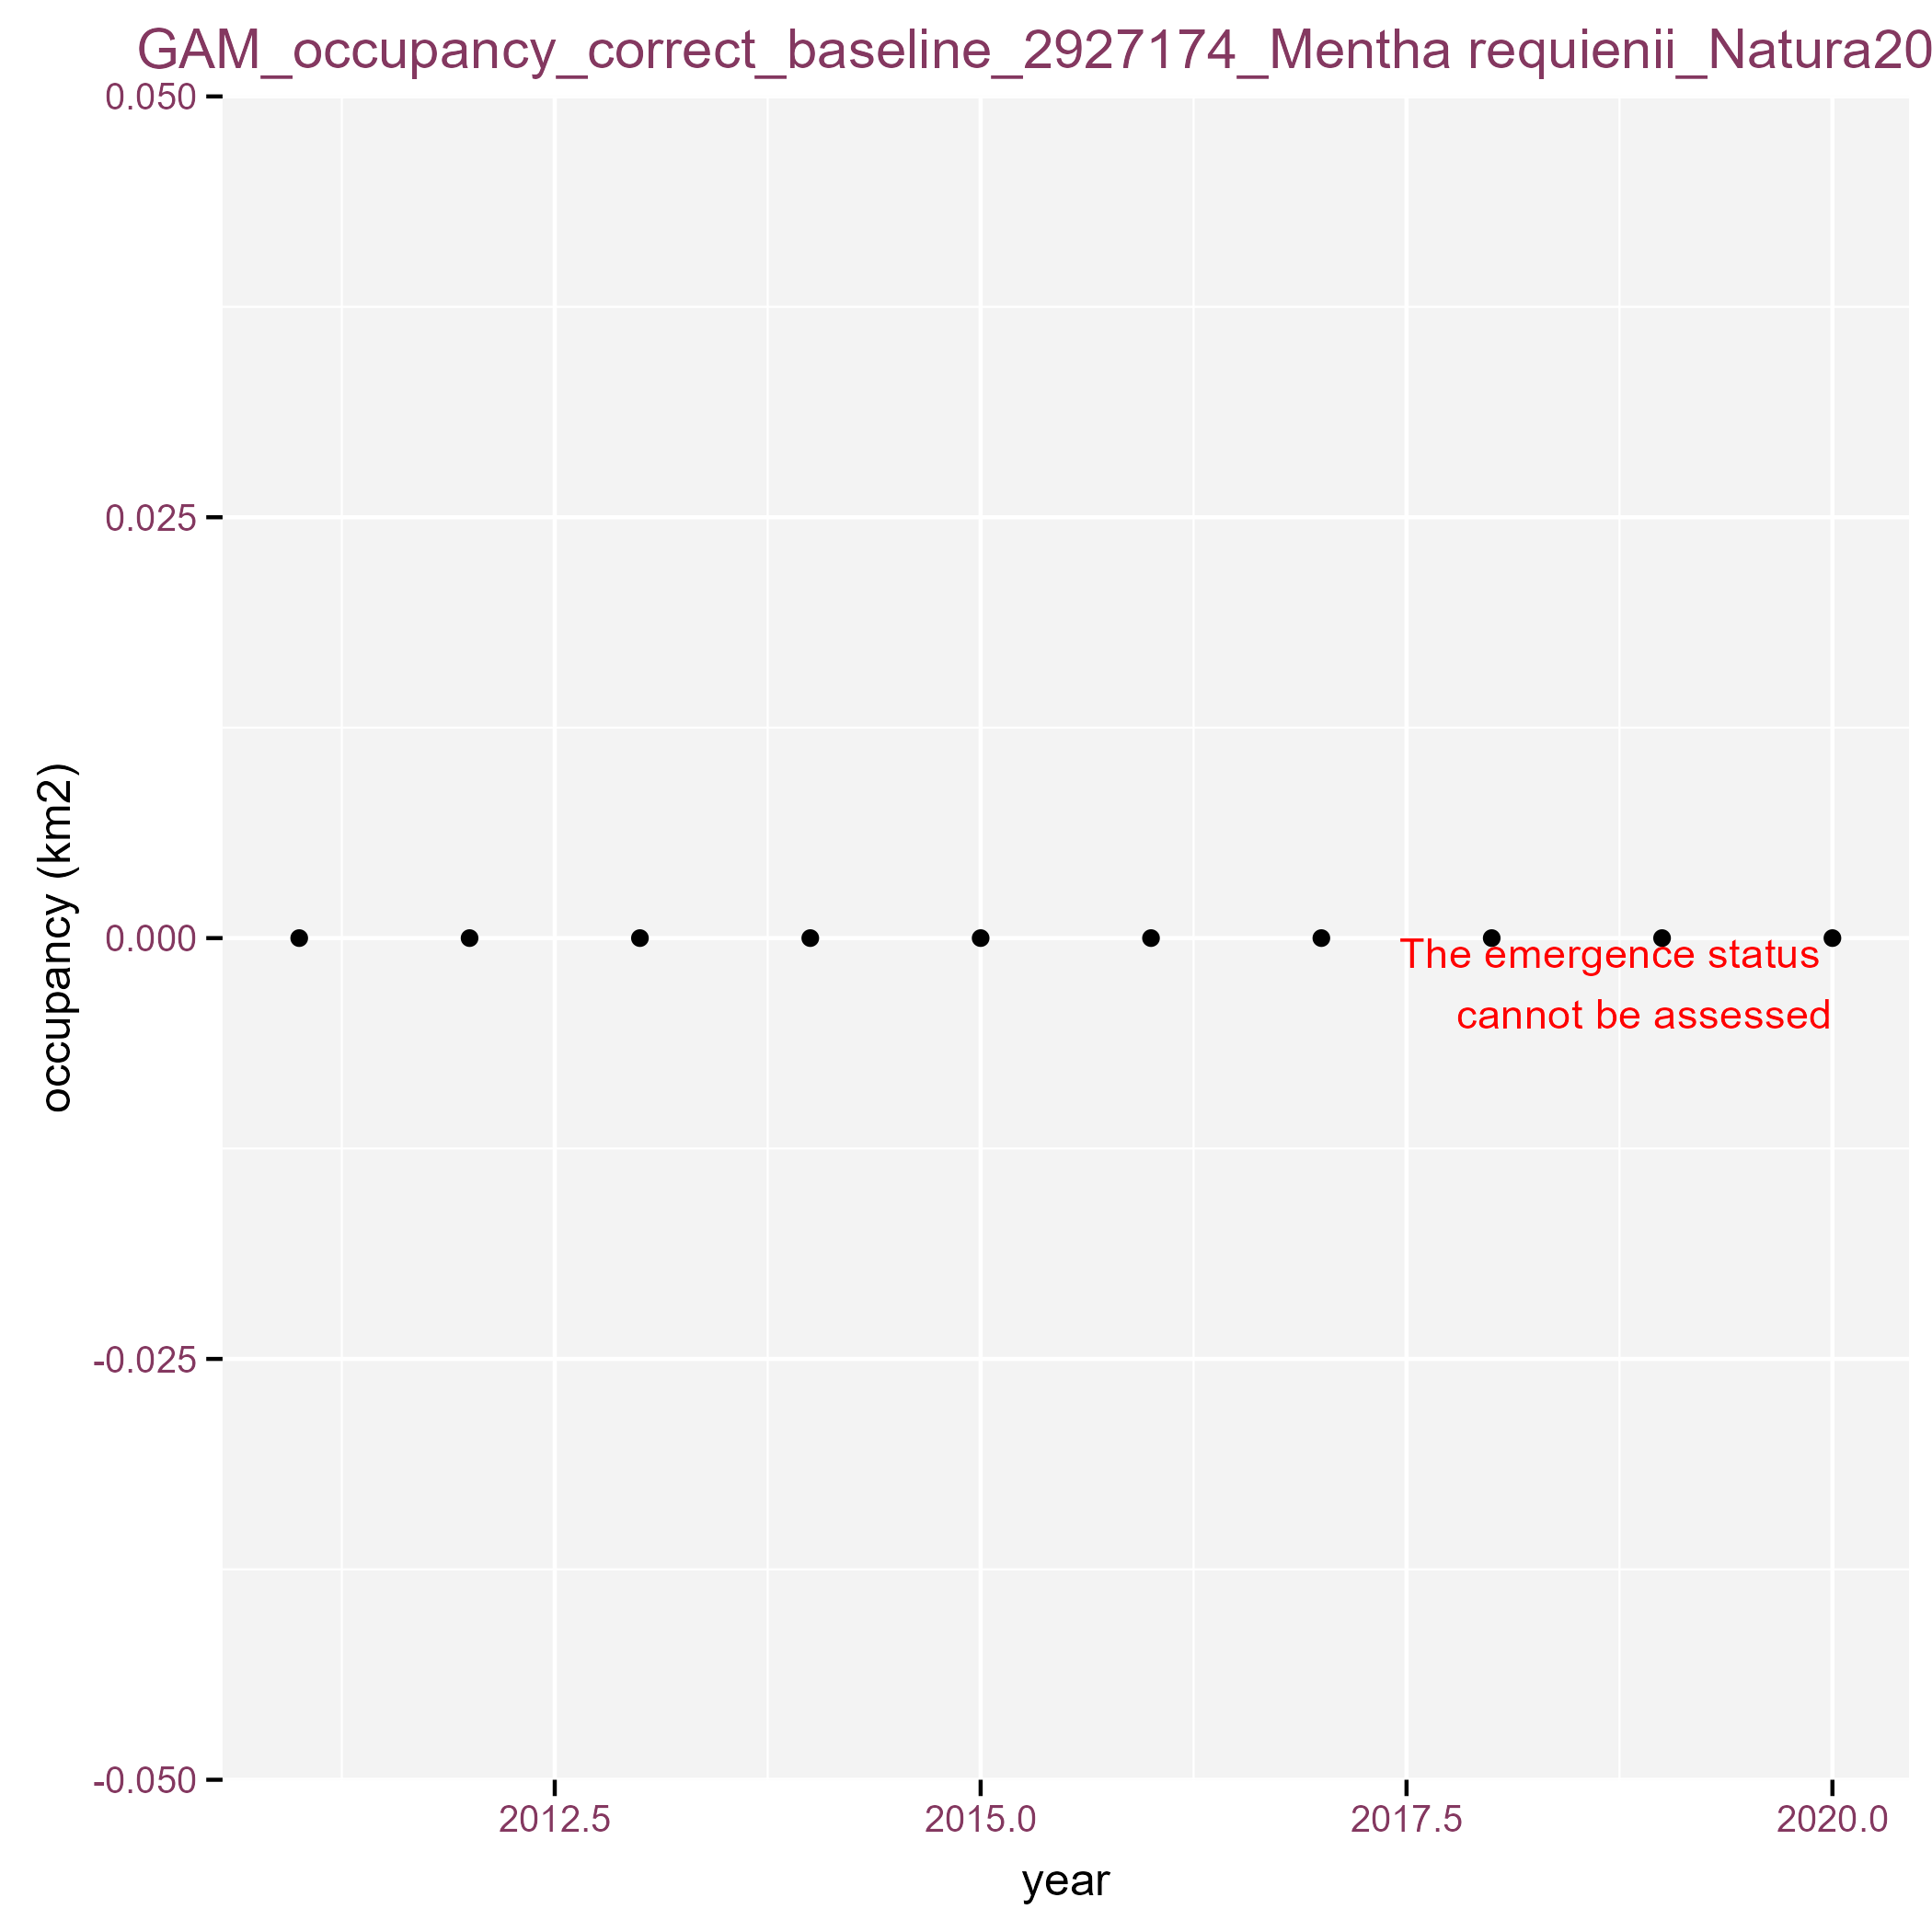 GAM_occupancy_correct_baseline_2927174_Mentha requienii_Natura20
0.050
0.025
0.000
-0.025
-0.050
occupancy (km2)
The emergence status
cannot be assessed
2012.5 2015.0 2017.5 2020.0
year